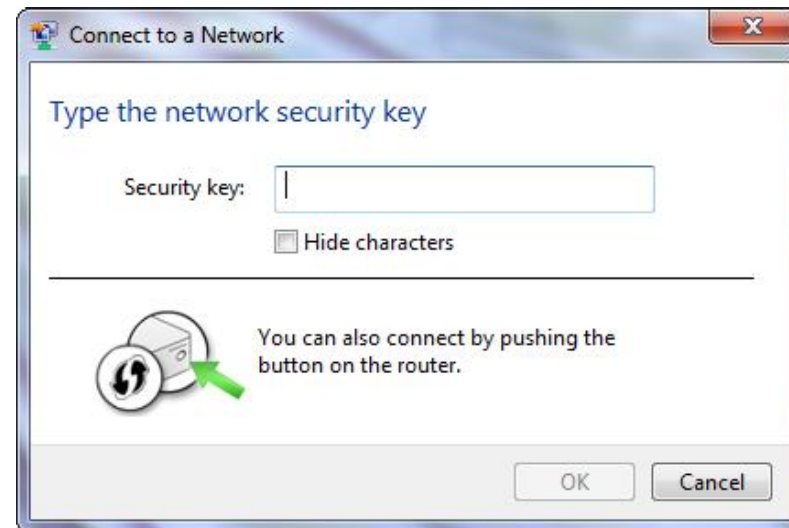 Connect to a Network
Type the network security key
Security key:
Hide characters
You can also connect by pushing the
button on the router.
OK
Cancel